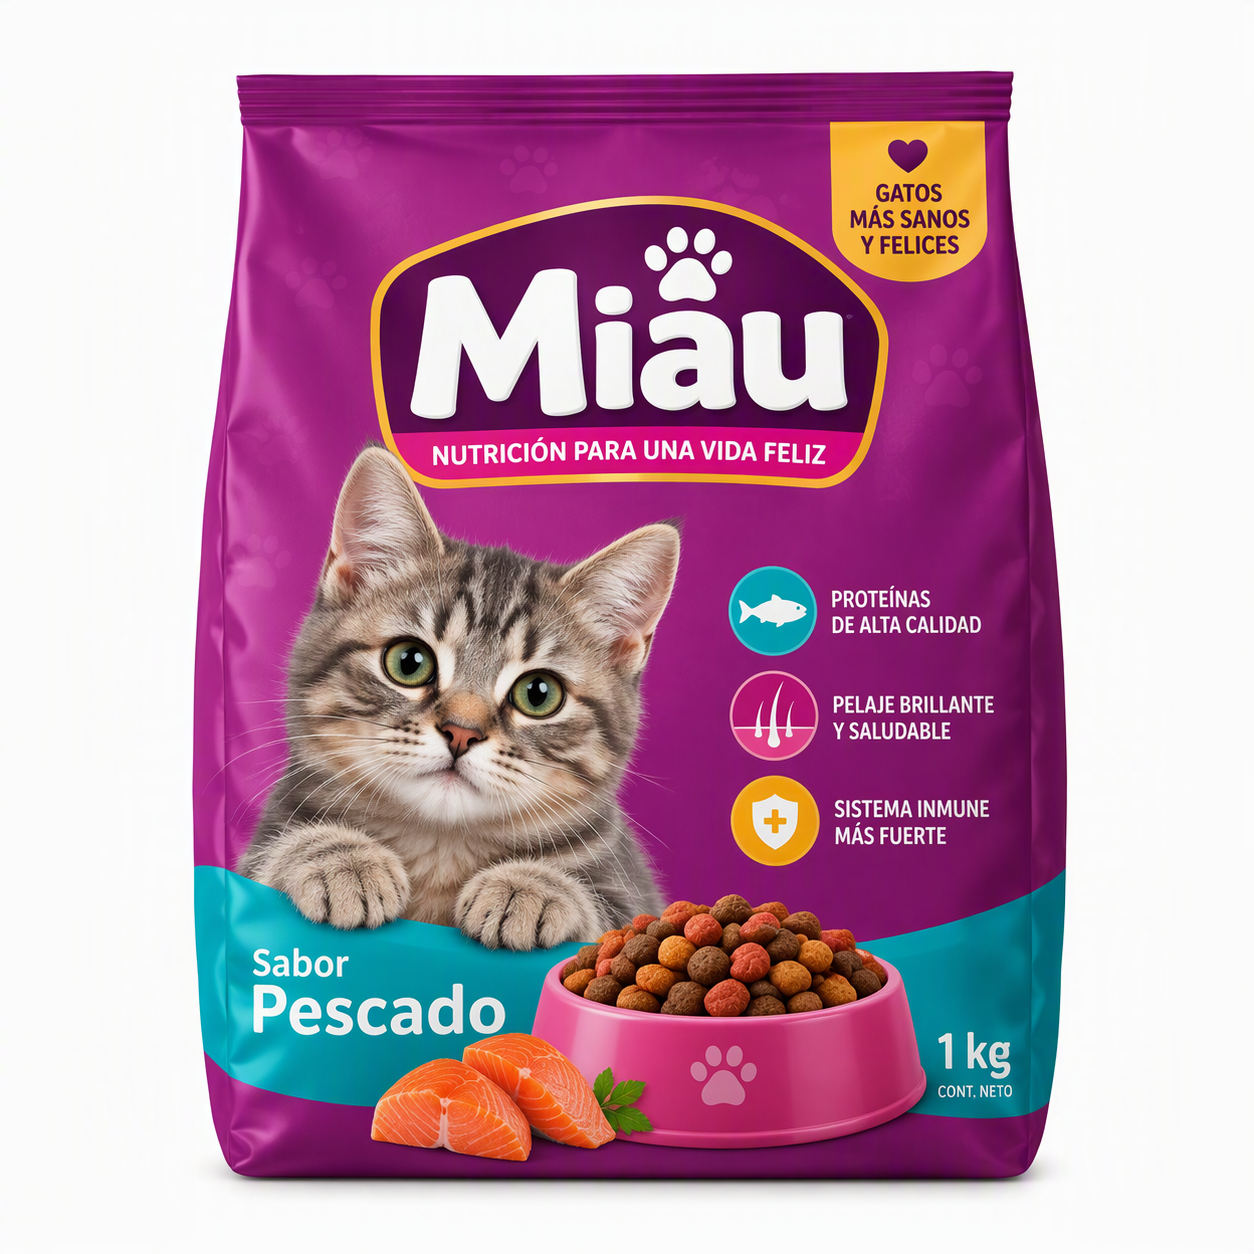 GATOS
MÁS SANOS
Y FELICES
Miau
NUTRICIÓN PARA UNA VIDA FELIZ
PROTEÍNAS
DE ALTA CALIDAD
PELAJE BRILLANTE
Y SALUDABLE
SISTEMA INMUNE
MÁS FUERTE
Sabor
Pescado
1 kg
CONT. NETO